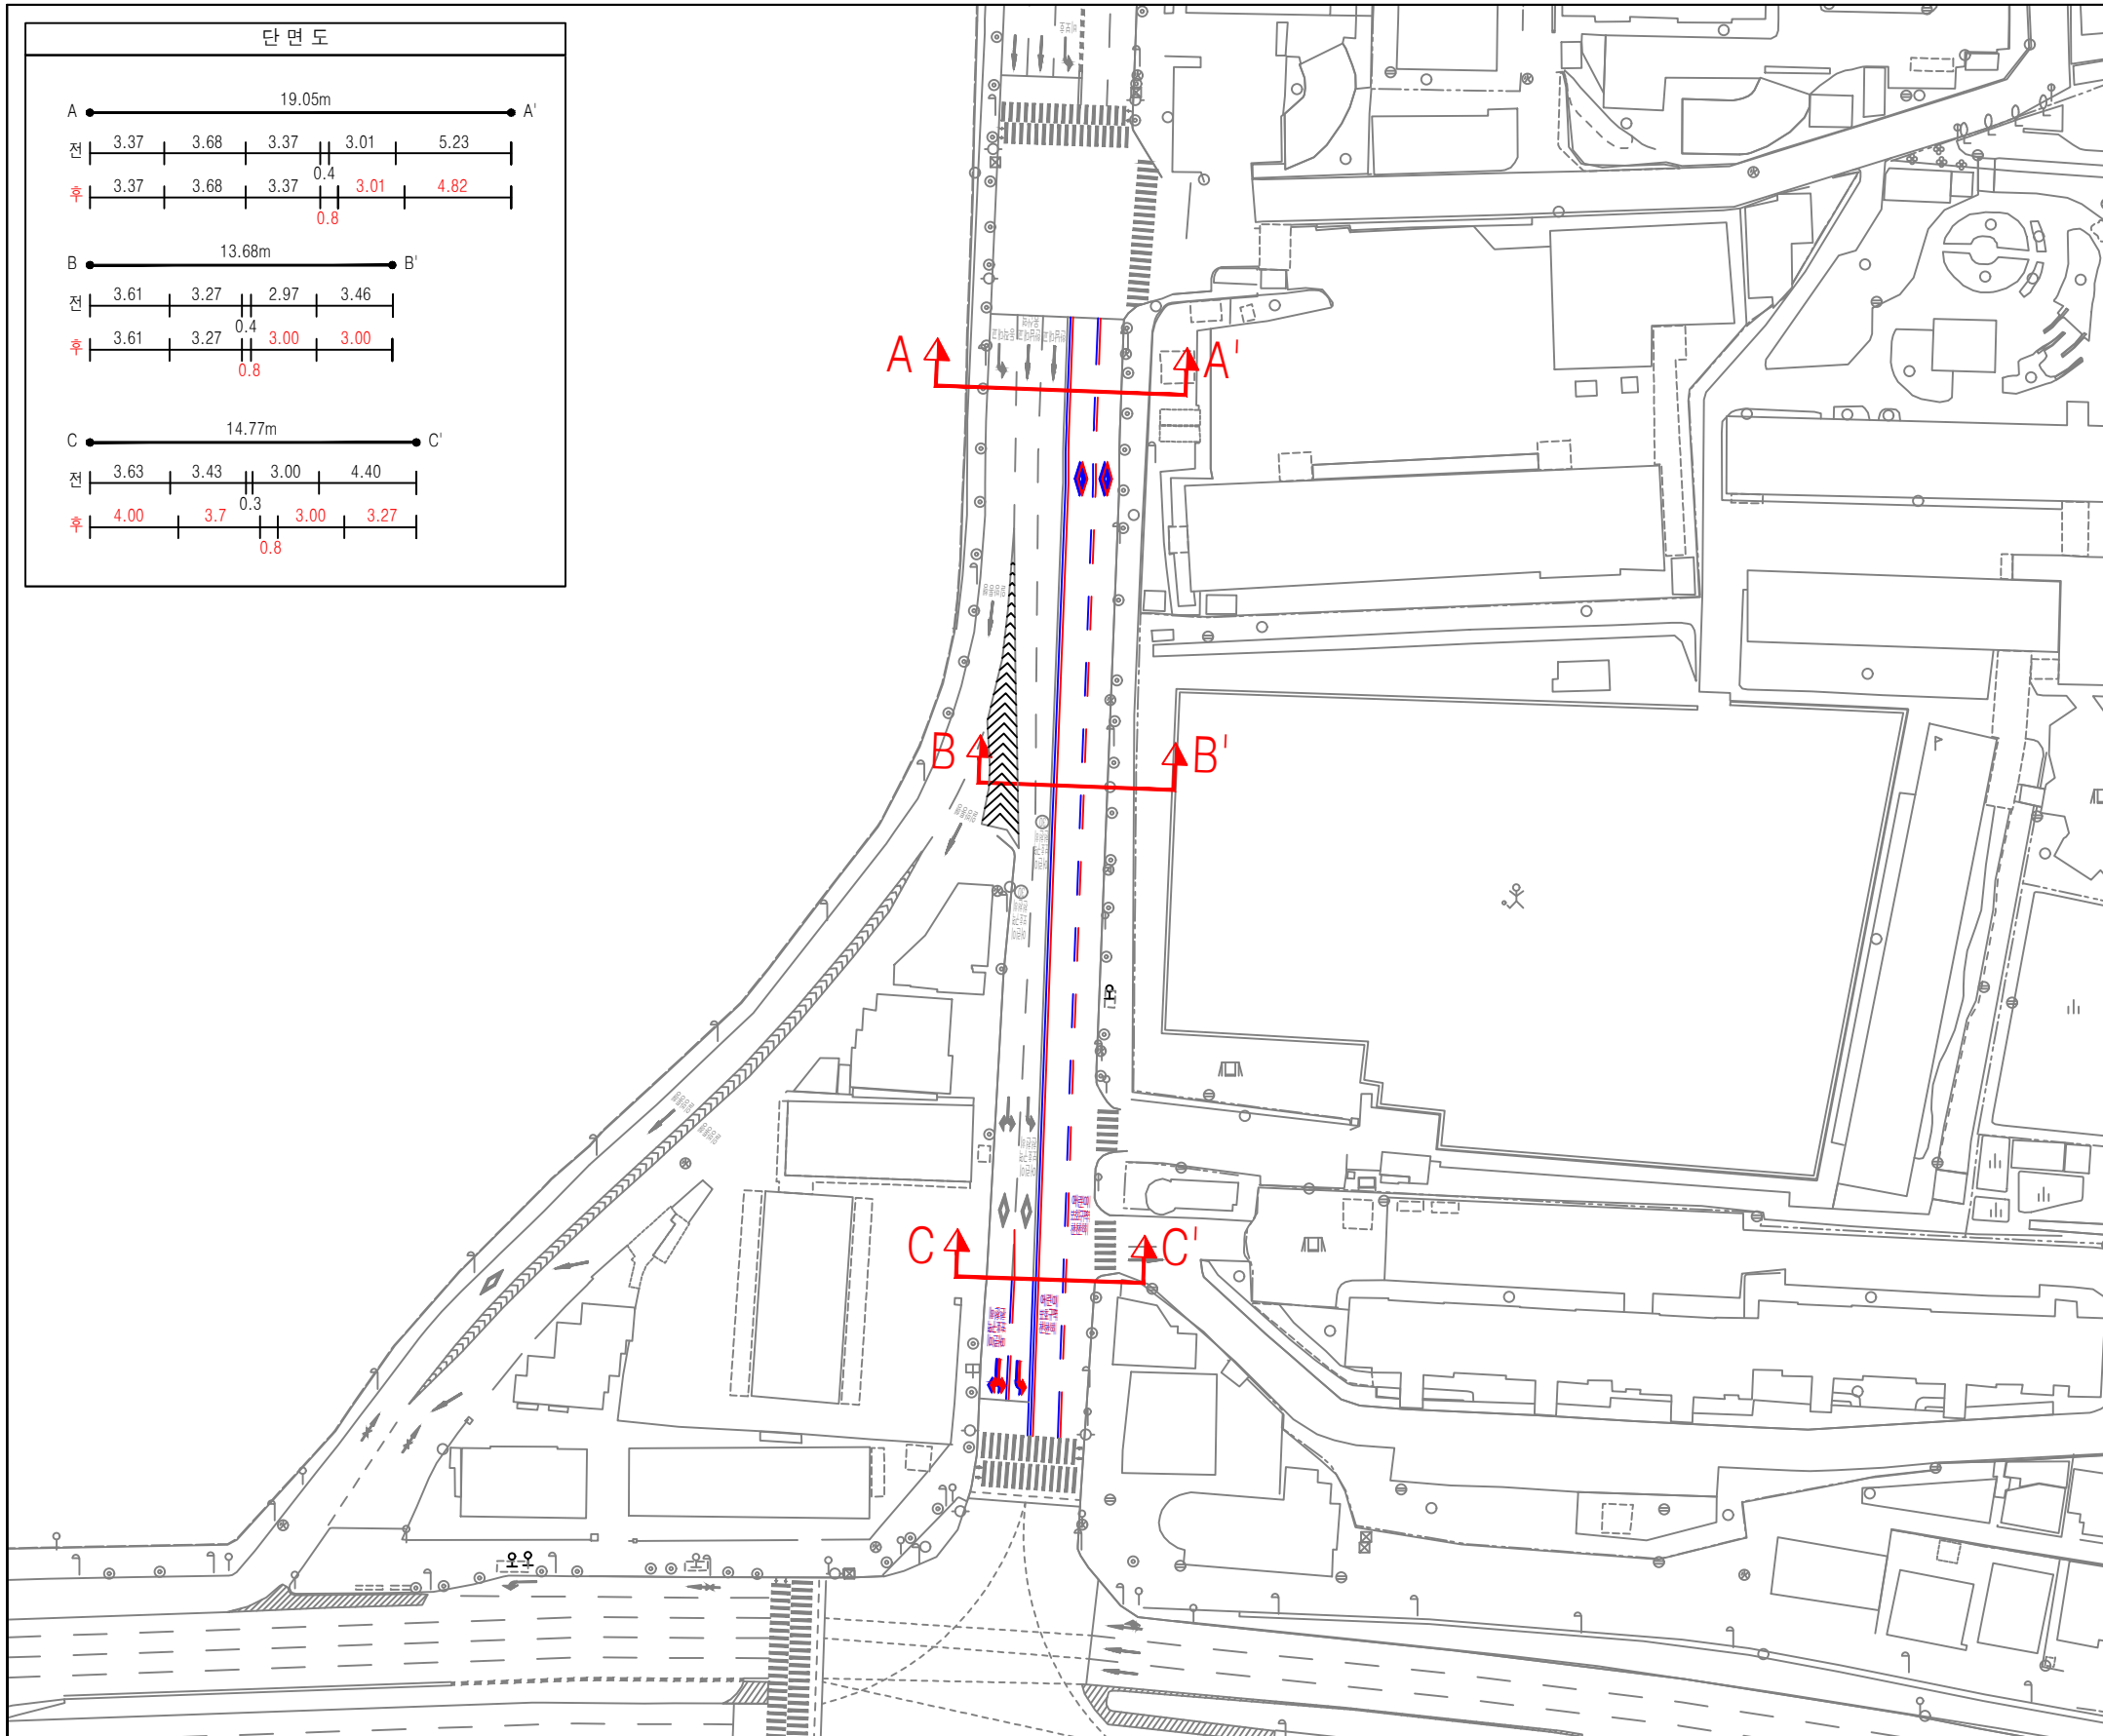 단 면 도
19.05m
A A'
전 3.37 3.68 3.37 3.01 5.23
0.4
후 3.37 3.68 3.37 3.01 4.82
0.8
13.68m
B B'
전 3.61 3.27 2.97 3.46
0.4
후 3.61 3.27 3.00 3.00
0.8
14.77m
C C'
전 3.63 3.43 3.00 4.40
0.3
후 4.00 3.7 3.00 3.27
0.8
A A'
B B'
C C'